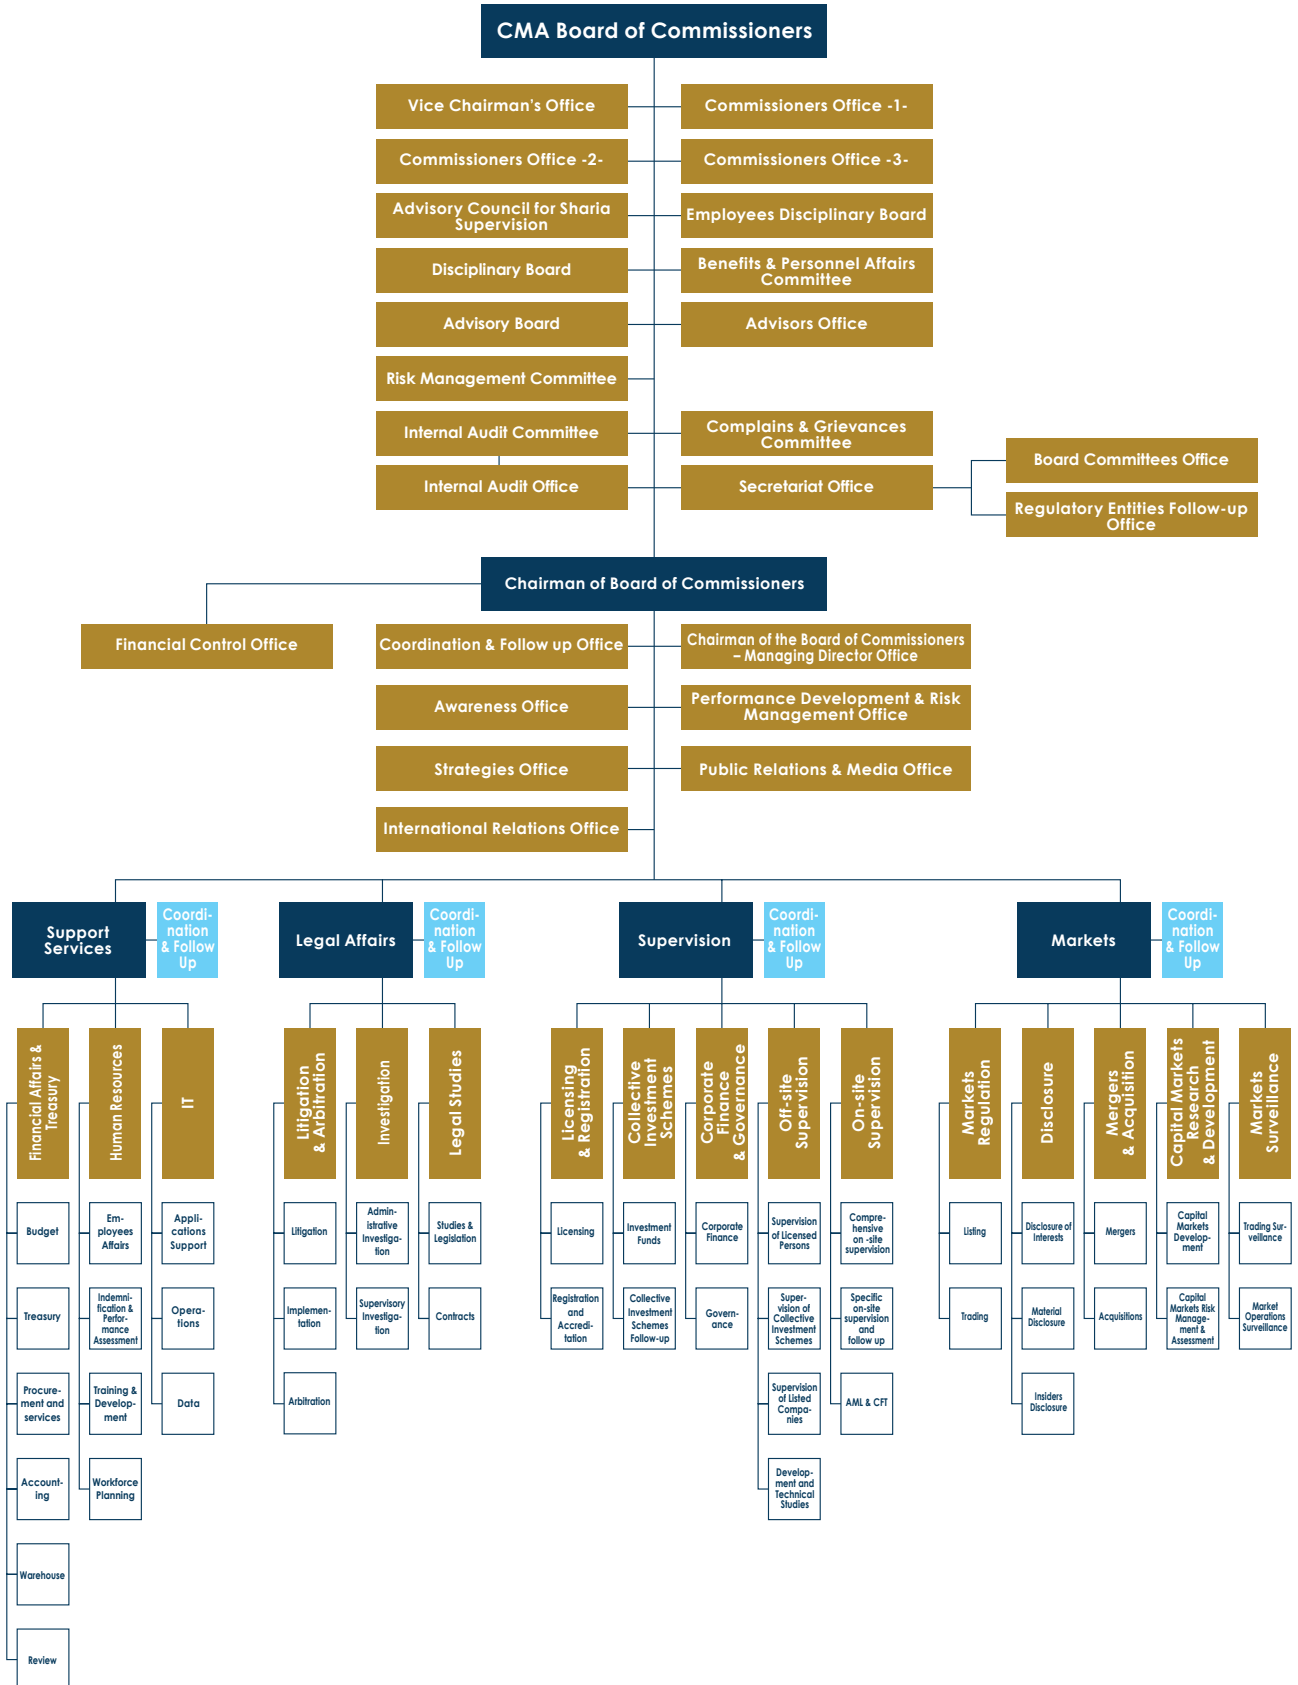 CMA Board of Commissioners
Vice Chairman's Office
Commissioners Office -1-
Commissioners Office -2-
Commissioners Office -3-
Advisory Council for Sharia
Supervision
Employees Disciplinary Board
Disciplinary Board
Benefits & Personnel Affairs
Committee
Advisory Board
Advisors Office
Risk Management Committee
Internal Audit Committee
Complains & Grievances
Committee
Internal Audit Office
Secretariat Office
Board Committees Office
Regulatory Entities Follow-up
Office
Chairman of Board of Commissioners
Financial Control Office
Coordination & Follow up Office
Chairman of the Board of Commissioners
– Managing Director Office
Awareness Office
Performance Development & Risk
Management Office
Strategies Office
Public Relations & Media Office
International Relations Office
Support
Services
Coordi-
nation
& Follow
Up
Legal Affairs
Coordi-
nation
& Follow
Up
Supervision
Coordi-
nation
& Follow
Up
Markets
Coordi-
nation
& Follow
Up
Financial Affairs &
Treasury
Human Resources
IT
Litigation
& Arbitration
Investigation
Legal Studies
Licensing
& Registration
Collective
Investment
Schemes
Corporate
Finance
& Governance
Off-site
Supervision
On-site
Supervision
Markets
Regulation
Disclosure
Mergers
& Acquisition
Capital Markets
Research
& Development
Markets
Surveillance
Budget
Em-
ployees
Affairs
Appli-
cations
Support
Litigation
Admin-
istrative
Investiga-
tion
Studies &
Legislation
Licensing
Investment
Funds
Corporate
Finance
Supervision
of Licensed
Persons
Compre-
hensive
on -site
supervision
Listing
Disclosure of
Interests
Mergers
Capital
Markets
Develop-
ment
Trading Sur-
veillance
Treasury
Indemni-
fication &
Perfor-
mance
Assessment
Opera-
tions
Implemen-
tation
Supervisory
Investiga-
tion
Contracts
Registration
and
Accredi-
tation
Collective
Investment
Schemes
Follow-up
Govern-
ance
Super-
vision of
Collective
Investment
Schemes
Specific
on-site
supervision
and
follow up
Trading
Material
Disclosure
Acquisitions
Capital
Markets Risk
Manage-
ment &
Assessment
Market
Operations
Surveillance
Procure-
ment and
services
Training &
Develop-
ment
Data
Arbitration
Supervision
of Listed
Compa-
nies
AML & CFT
Insiders
Disclosure
Account-
ing
Workforce
Planning
Develop-
ment and
Technical
Studies
Warehouse
Review